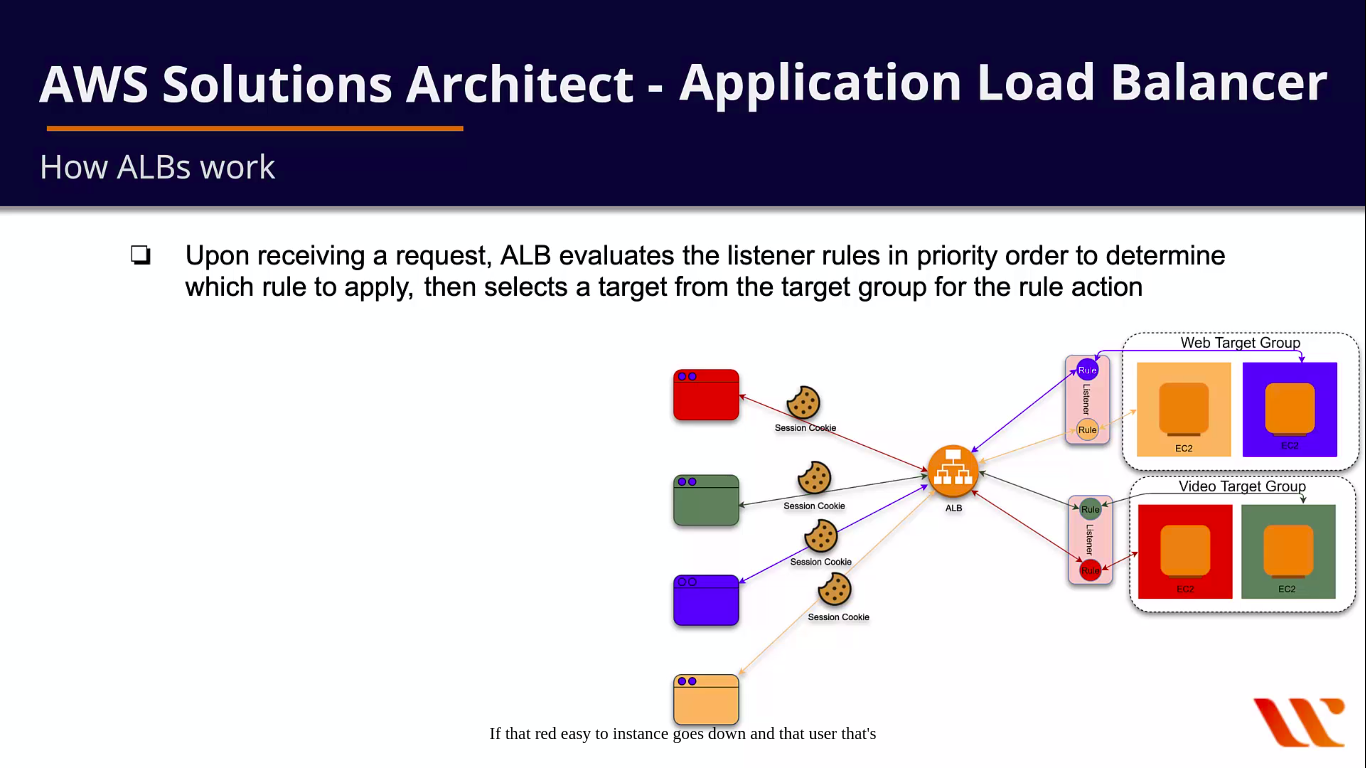 AWS Solutions Architect - Application Load Balancer
How ALBs work
Upon receiving a request, ALB evaluates the listener rules in priority order to determine
which rule to apply, then selects a target from the target group for the rule action
Session Cookie
Session Cookie
Session Cookie
Session Cookie
ALB
Rule
Listener
Rule
Web Target Group
EC2
EC2
Rule
Listener
Rule
Video Target Group
EC2
EC2
If that red easy to instance goes down and that user that's